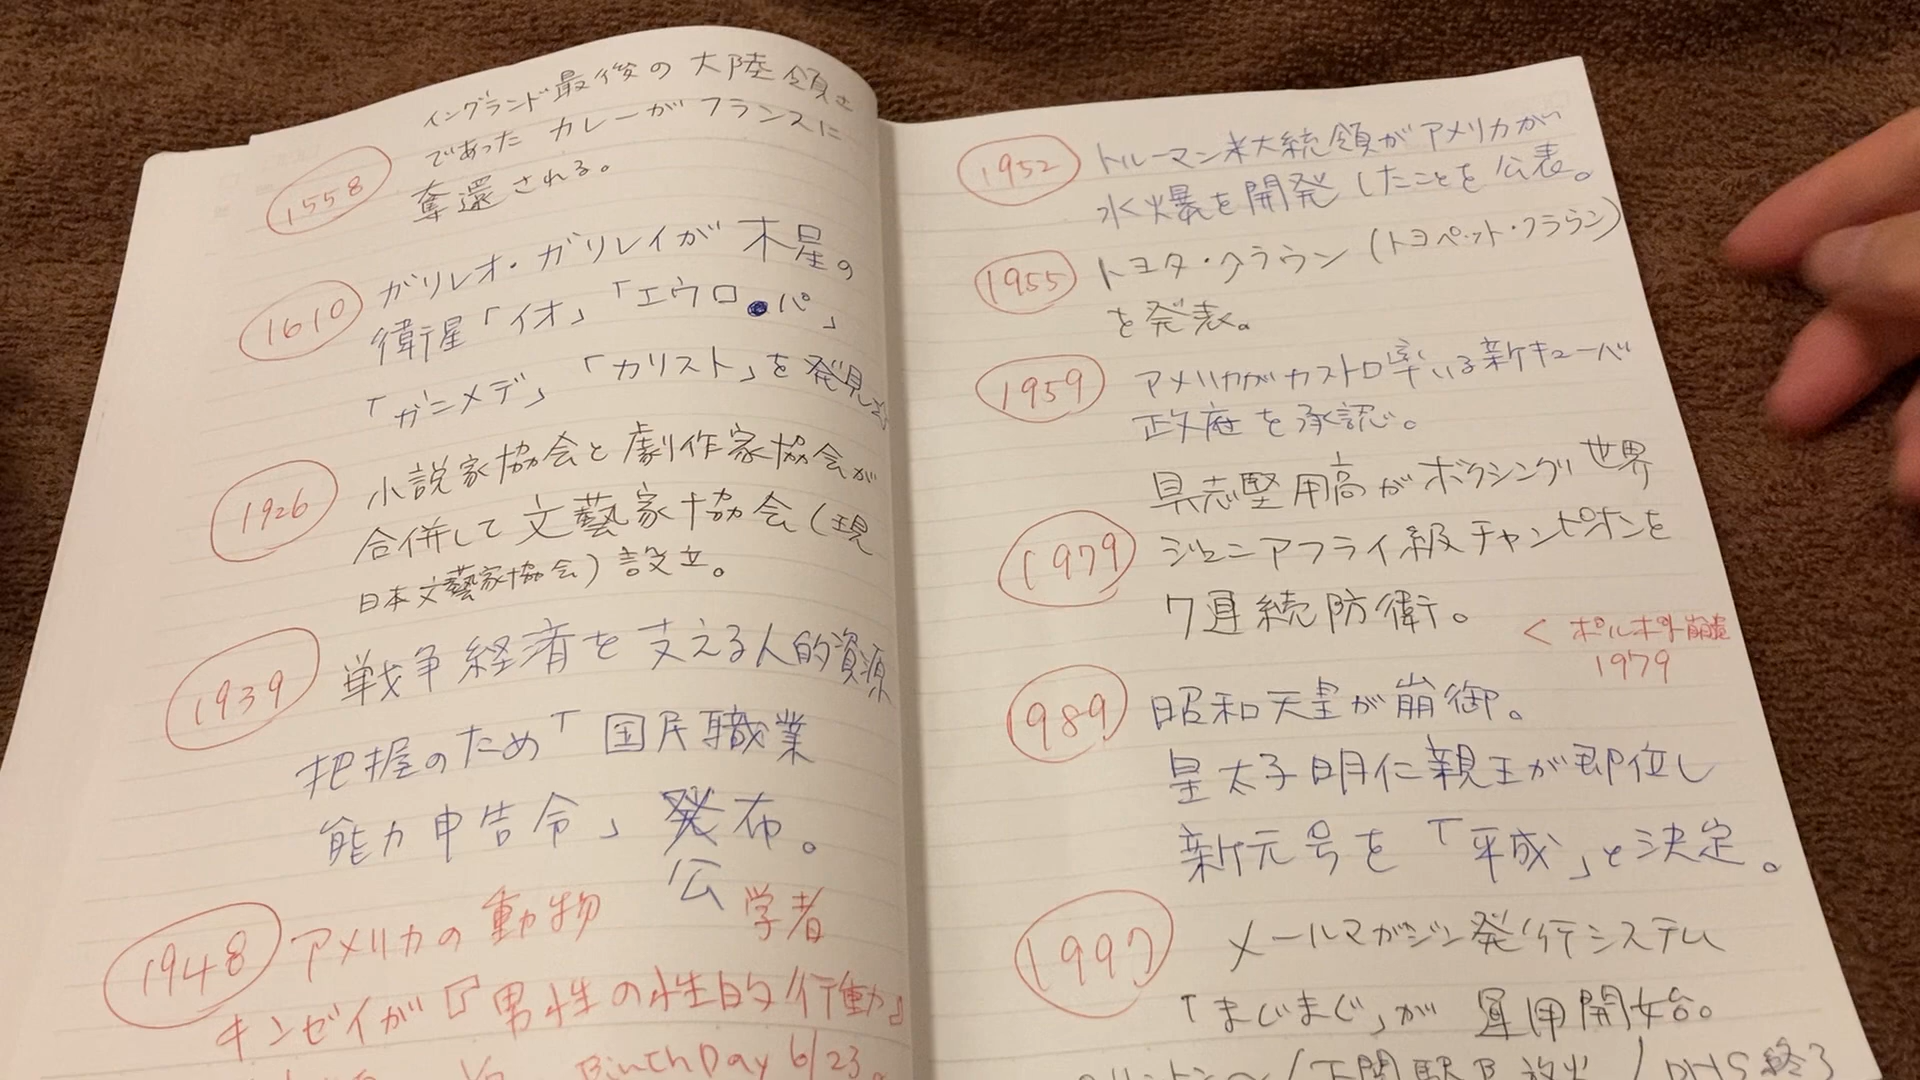 イングランド最後の大陸領土
であった カレーがフランスに
1558
奪還される。
1610
ガリレオ・ガリレイが 木星の
衛星「イオ」「エウロパ」
「ガニメデ」「カリスト」を発見
1926
小説家協会と劇作家協会が
合併して文藝家協会(現
日本文藝家協会)設立。
1939
戦争経済を支える人的資源
把握のため「国民職業
能力申告令」発布。
公
1948
アメリカの動物学者
キンゼイが『男性の性的行動』
BirthDay 6/23。
1952
トルーマン米大統領がアメリカが
水爆を開発したことを公表。
1955
トヨタ・クラウン(トヨペット・クラウン)
を発表。
1959
アメリカがカストロ率いる新キューバ
政府を承認。
具志堅用高がボクシング世界
1979
ジュニアフライ級チャンピオンを
7連続防衛。
< ポルポト崩壊
1979
1989
昭和天皇が崩御。
皇太子明仁親王が即位し
新元号を「平成」と決定。
1997
メールマガジン発行システム
「まぐまぐ」が運用開始。
/下関駅 放火/PHS終了